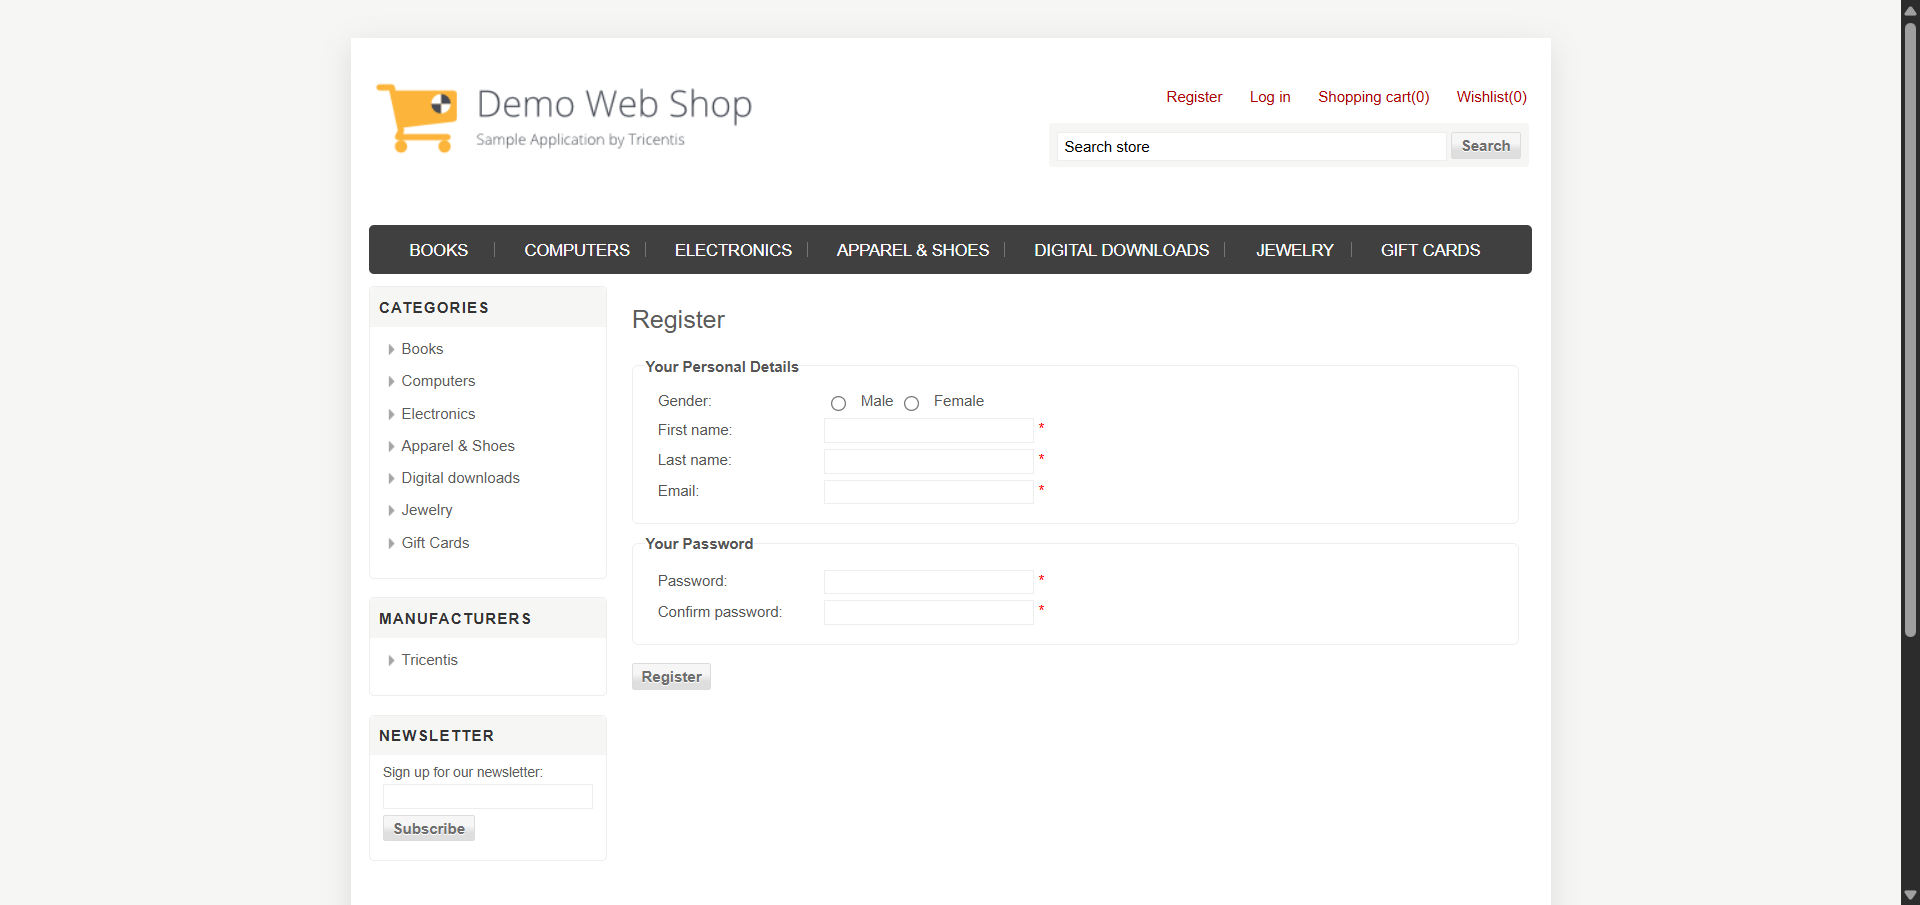 Demo Web Shop
Sample Application by Tricentis
Register Log in Shopping cart(0) Wishlist(0)
Search store Search
BOOKS COMPUTERS ELECTRONICS APPAREL & SHOES DIGITAL DOWNLOADS JEWELRY GIFT CARDS
CATEGORIES
Books
Computers
Electronics
Apparel & Shoes
Digital downloads
Jewelry
Gift Cards
MANUFACTURERS
Tricentis
NEWSLETTER
Sign up for our newsletter:
Subscribe
Register
Your Personal Details
Gender: Male Female
First name: *
Last name: *
Email: *
Your Password
Password: *
Confirm password: *
Register